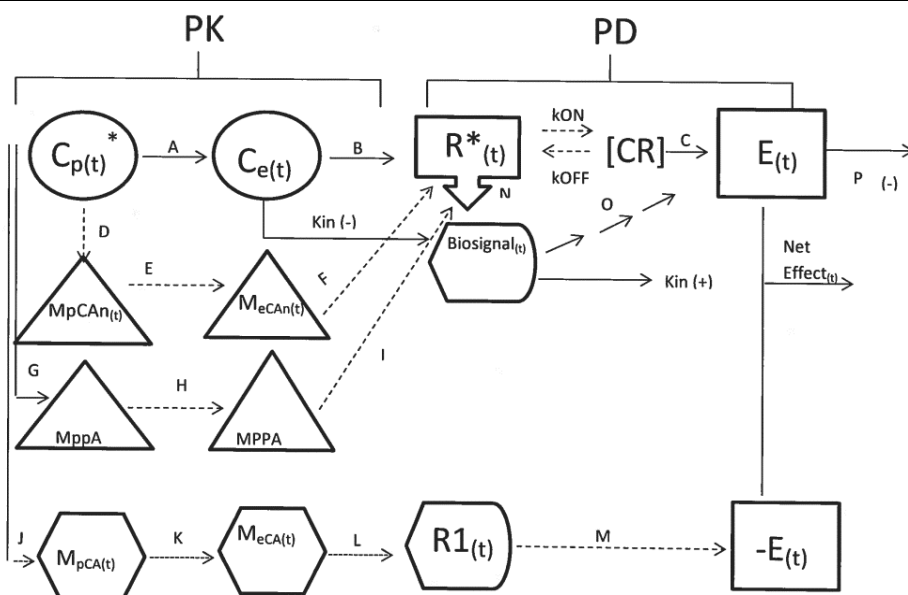 PK
PD
Cp(t)*
A
Ce(t)
B
R*(t)
kON
kOFF
[CR]
C
E(t)
P (-)
N
D
Kin (-)
Biosignal(t)
O
Kin (+)
Net
Effect(t)
MpCAn(t)
E
MeCAn(t)
F
G
H
I
MppA
MPPA
J
MpCA(t)
K
MeCA(t)
L
R1(t)
M
-E(t)